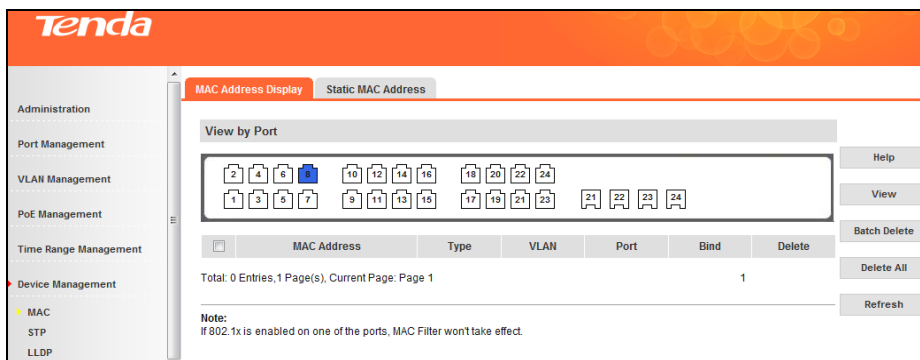 Tenda
MAC Address Display Static MAC Address
Administration
Port Management
VLAN Management
PoE Management
Time Range Management
Device Management
MAC
STP
LLDP
View by Port
2 4 6 8 10 12 14 16 18 20 22 24
1 3 5 7 9 11 13 15 17 19 21 23 21 22 23 24
MAC Address Type VLAN Port Bind Delete
Total: 0 Entries,1 Page(s), Current Page: Page 1 1
Note:
If 802.1x is enabled on one of the ports, MAC Filter won't take effect.
Help
View
Batch Delete
Delete All
Refresh